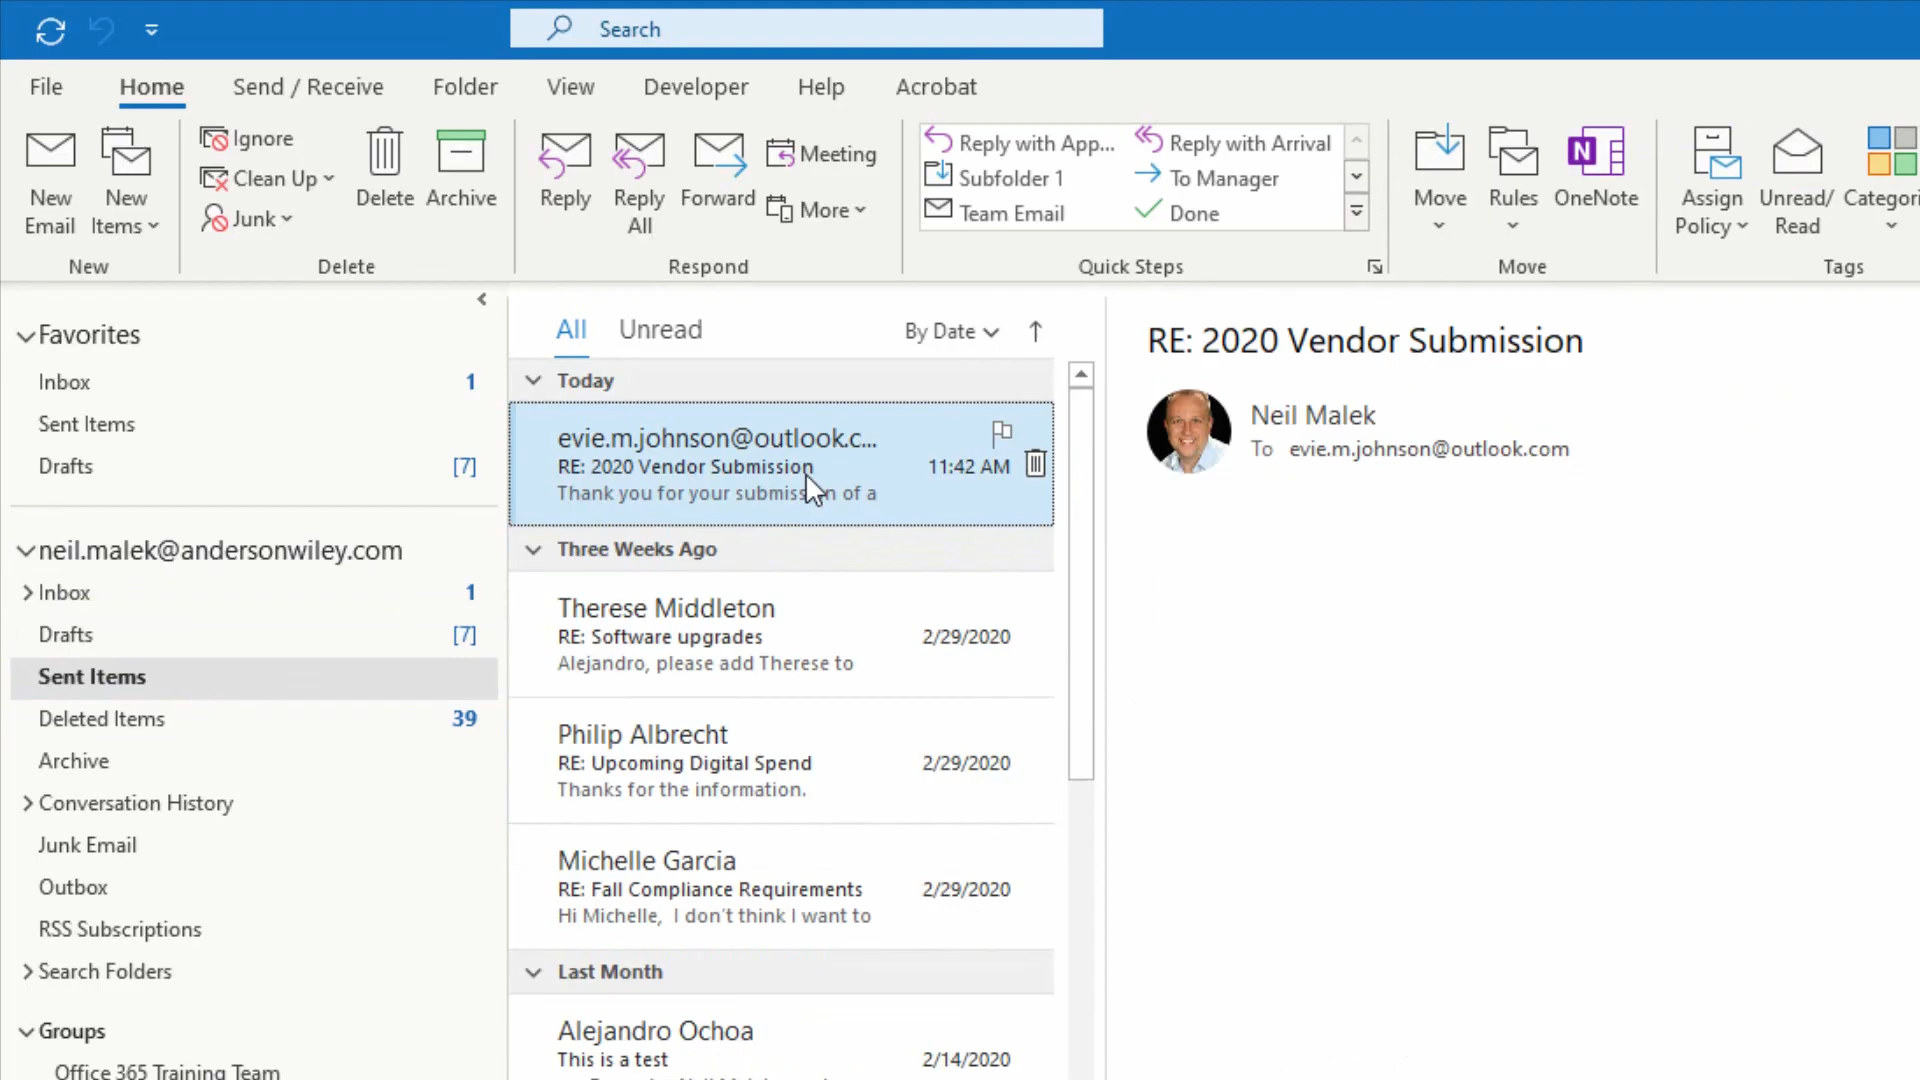 Search
File Home Send / Receive Folder View Developer Help Acrobat
New Email
New Items
Ignore
Clean Up
Junk
Delete
Archive
Reply
Reply All
Forward
Meeting
More
Reply with App...
Subfolder 1
Team Email
Reply with Arrival
To Manager
Done
Move
Rules
OneNote
Assign Policy
Unread/ Read
Categori
New Delete Respond Quick Steps Move Tags
Favorites
Inbox 1
Sent Items
Drafts [7]
neil.malek@andersonwiley.com
Inbox 1
Drafts [7]
Sent Items
Deleted Items 39
Archive
Conversation History
Junk Email
Outbox
RSS Subscriptions
Search Folders
Groups
Office 365 Training Team
All Unread By Date
Today
evie.m.johnson@outlook.c...
RE: 2020 Vendor Submission 11:42 AM
Thank you for your submission of a
Three Weeks Ago
Therese Middleton
RE: Software upgrades 2/29/2020
Alejandro, please add Therese to
Philip Albrecht
RE: Upcoming Digital Spend 2/29/2020
Thanks for the information.
Michelle Garcia
RE: Fall Compliance Requirements 2/29/2020
Hi Michelle, I don't think I want to
Last Month
Alejandro Ochoa
This is a test 2/14/2020
RE: 2020 Vendor Submission
Neil Malek
To evie.m.johnson@outlook.com